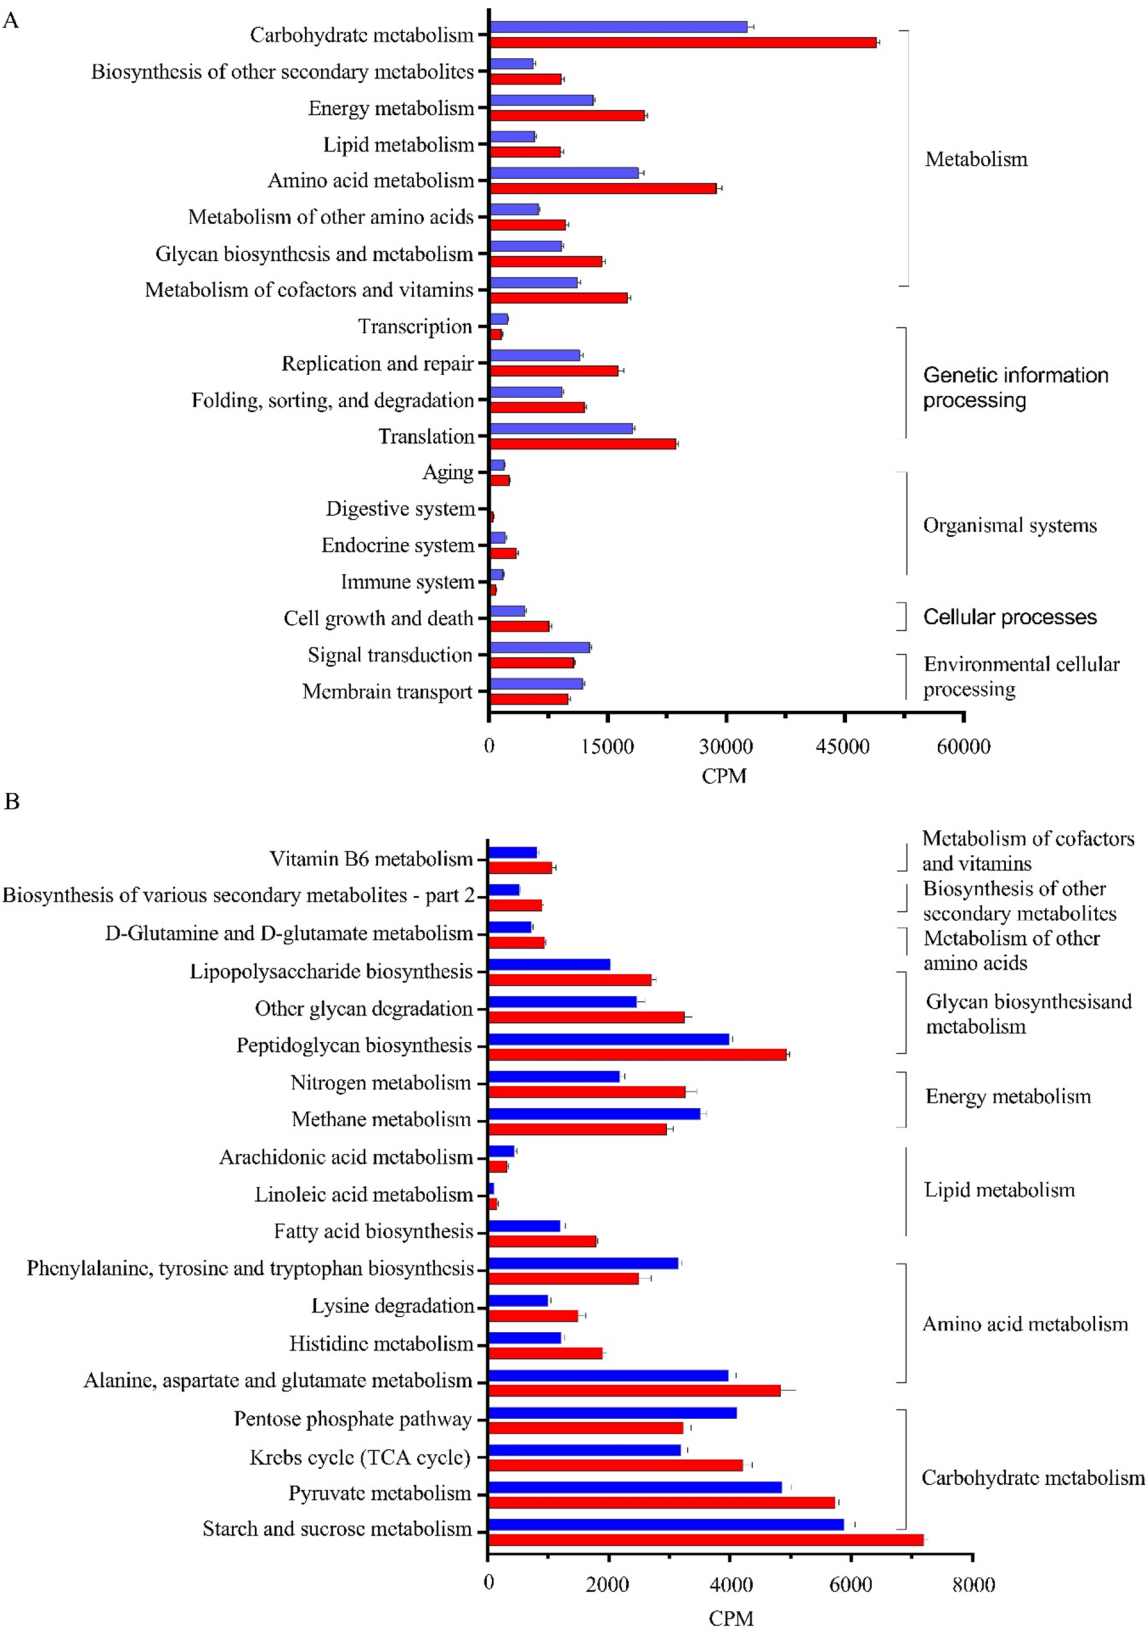 A
Carbohydrate metabolism
Biosynthesis of other secondary metabolites
Energy metabolism
Lipid metabolism
Amino acid metabolism
Metabolism of other amino acids
Glycan biosynthesis and metabolism
Metabolism of cofactors and vitamins
Transcription
Replication and repair
Folding, sorting, and degradation
Translation
Aging
Digestive system
Endocrine system
Immune system
Cell growth and death
Signal transduction
Membrain transport
Metabolism
Genetic information
processing
Organismal systems
Cellular processes
Environmental cellular
processing
0 15000 30000 45000 60000
CPM
B
Vitamin B6 metabolism
Biosynthesis of various secondary metabolites - part 2
D-Glutamine and D-glutamate metabolism
Lipopolysaccharide biosynthesis
Other glycan degradation
Peptidoglycan biosynthesis
Nitrogen metabolism
Methane metabolism
Arachidonic acid metabolism
Linoleic acid metabolism
Fatty acid biosynthesis
Phenylalanine, tyrosine and tryptophan biosynthesis
Lysine degradation
Histidine metabolism
Alanine, aspartate and glutamate metabolism
Pentose phosphate pathway
Krebs cycle (TCA cycle)
Pyruvate metabolism
Starch and sucrose metabolism
Metabolism of cofactors
and vitamins
Biosynthesis of other
secondary metabolites
Metabolism of other
amino acids
Glycan biosynthesisand
metabolism
Energy metabolism
Lipid metabolism
Amino acid metabolism
Carbohydrate metabolism
0 2000 4000 6000 8000
CPM